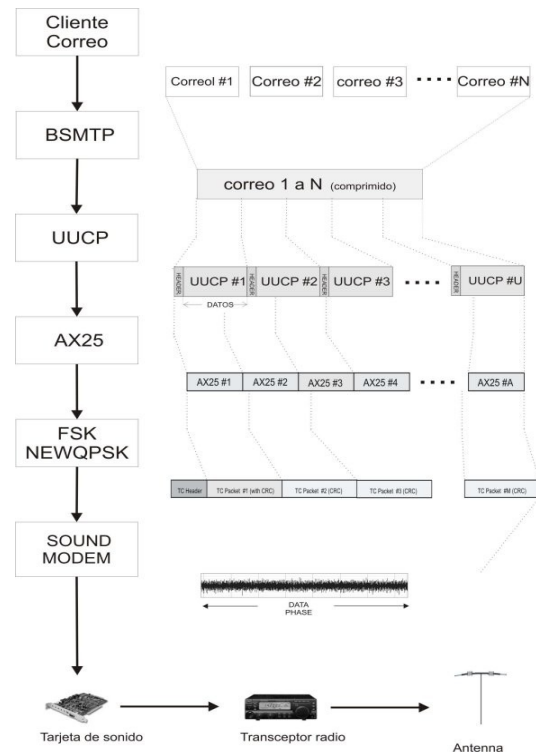 Cliente
Correo
BSMTP
UUCP
AX25
FSK
NEWQPSK
SOUND
MODEM
Correol #1
Correo #2
correo #3
Correo #N
correo 1 a N (comprimido)
HEADER
UUCP #1
HEADER
UUCP #2
HEADER
UUCP #3
HEADER
UUCP #U
DATOS
AX25 #1
AX25 #2
AX25 #3
AX25 #4
AX25 #A
TC Header
TC Packet #1 (with CRC)
TC Packet #2 (CRC)
TC Packet #3 (CRC)
TC Packet #M (CRC)
DATA
PHASE
Tarjeta de sonido
Transceptor radio
Antenna